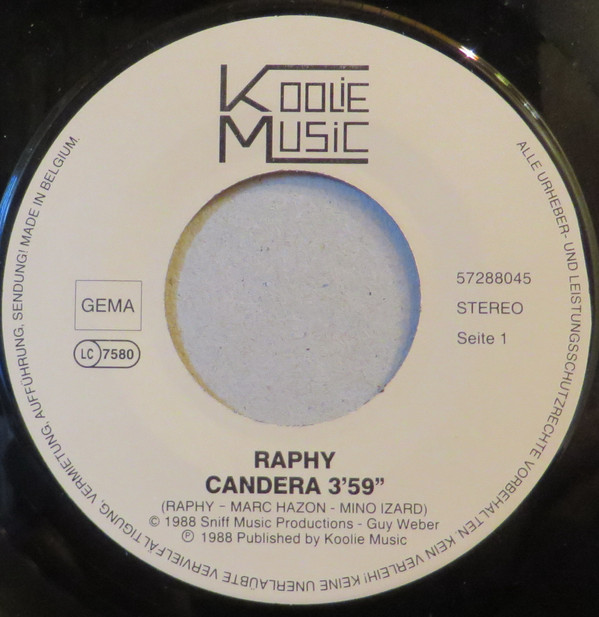 KOOLIE
MUSIC
GEMA
LC 7580
57288045
STEREO
Seite 1
RAPHY
CANDERA 3'59"
(RAPHY - MARC HAZON - MINO IZARD)
© 1988 Sniff Music Productions - Guy Weber
℗ 1988 Published by Koolie Music
ALLE URHEBER- UND LEISTUNGSSCHUTZRECHTE VORBEHALTEN. KEIN VERLEIH! KEINE UNERLAUBTE VERVIELFÄLTIGUNG, VERMIETUNG, AUFFÜHRUNG, SENDUNG! MADE IN BELGIUM.